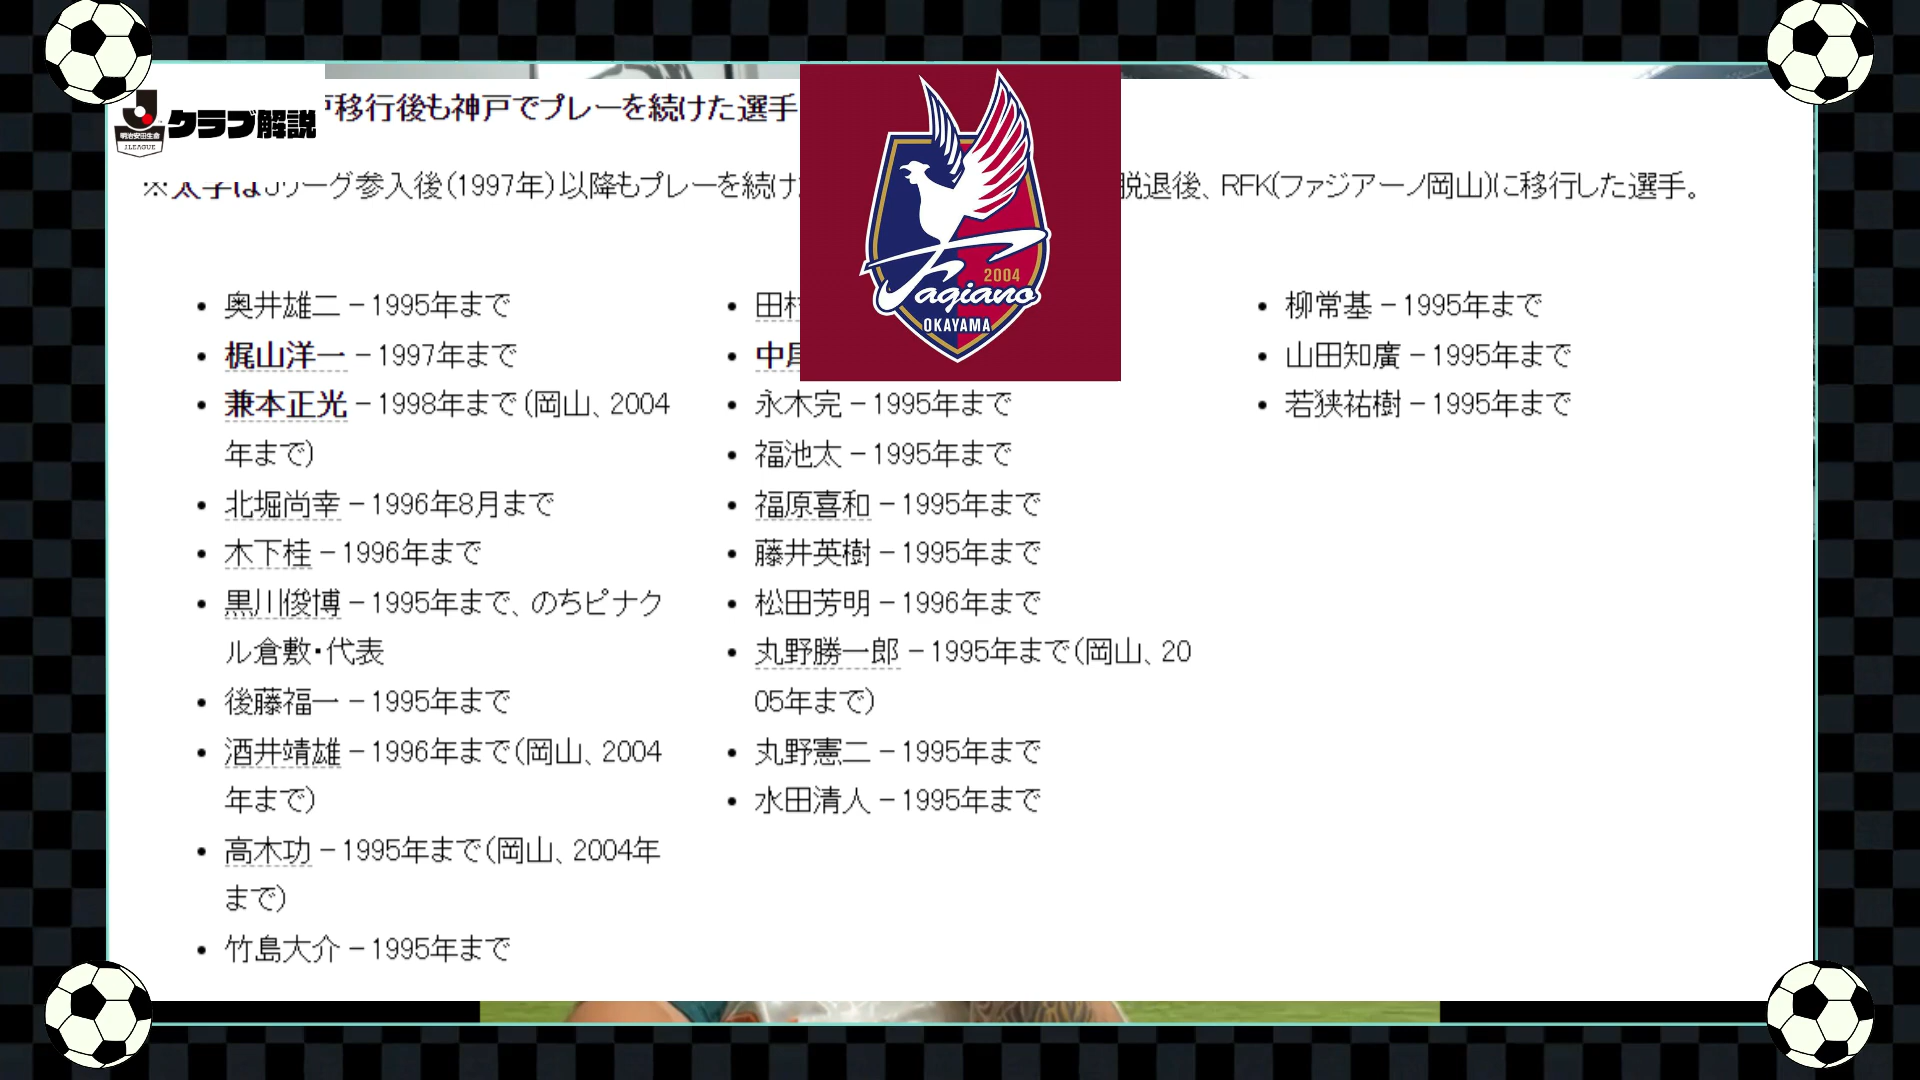 明治安田生命
J.LEAGUE
クラブ解説
移行後も神戸でプレーを続けた選手
※太字はJリーグ参入後(1997年)以降もプレーを続け
脱退後、RFK(ファジアーノ岡山)に移行した選手。
2004
Fagiano
OKAYAMA
• 奥井雄二 – 1995年まで
• 梶山洋一 – 1997年まで
• 兼本正光 – 1998年まで(岡山、2004
年まで)
• 北堀尚幸 – 1996年8月まで
• 木下桂 – 1996年まで
• 黒川俊博 – 1995年まで、のちピナク
ル倉敷・代表
• 後藤福一 – 1995年まで
• 酒井靖雄 – 1996年まで(岡山、2004
年まで)
• 高木功 – 1995年まで(岡山、2004年
まで)
• 竹島大介 – 1995年まで
• 田
• 中
• 永木完 – 1995年まで
• 福池太 – 1995年まで
• 福原喜和 – 1995年まで
• 藤井英樹 – 1995年まで
• 松田芳明 – 1996年まで
• 丸野勝一郎 – 1995年まで(岡山、20
05年まで)
• 丸野憲二 – 1995年まで
• 水田清人 – 1995年まで
• 柳常基 – 1995年まで
• 山田知廣 – 1995年まで
• 若狭祐樹 – 1995年まで